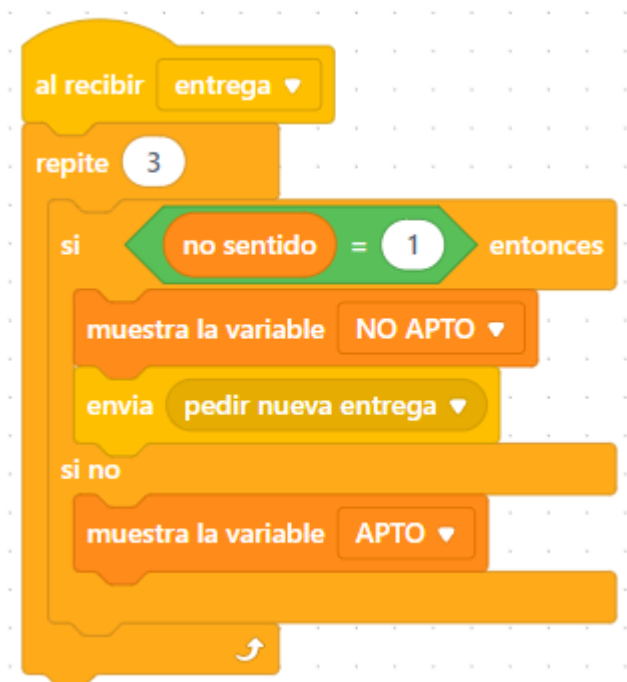 al recibir entrega
repite 3
si no sentido = 1 entonces
muestra la variable NO APTO
envia pedir nueva entrega
si no
muestra la variable APTO